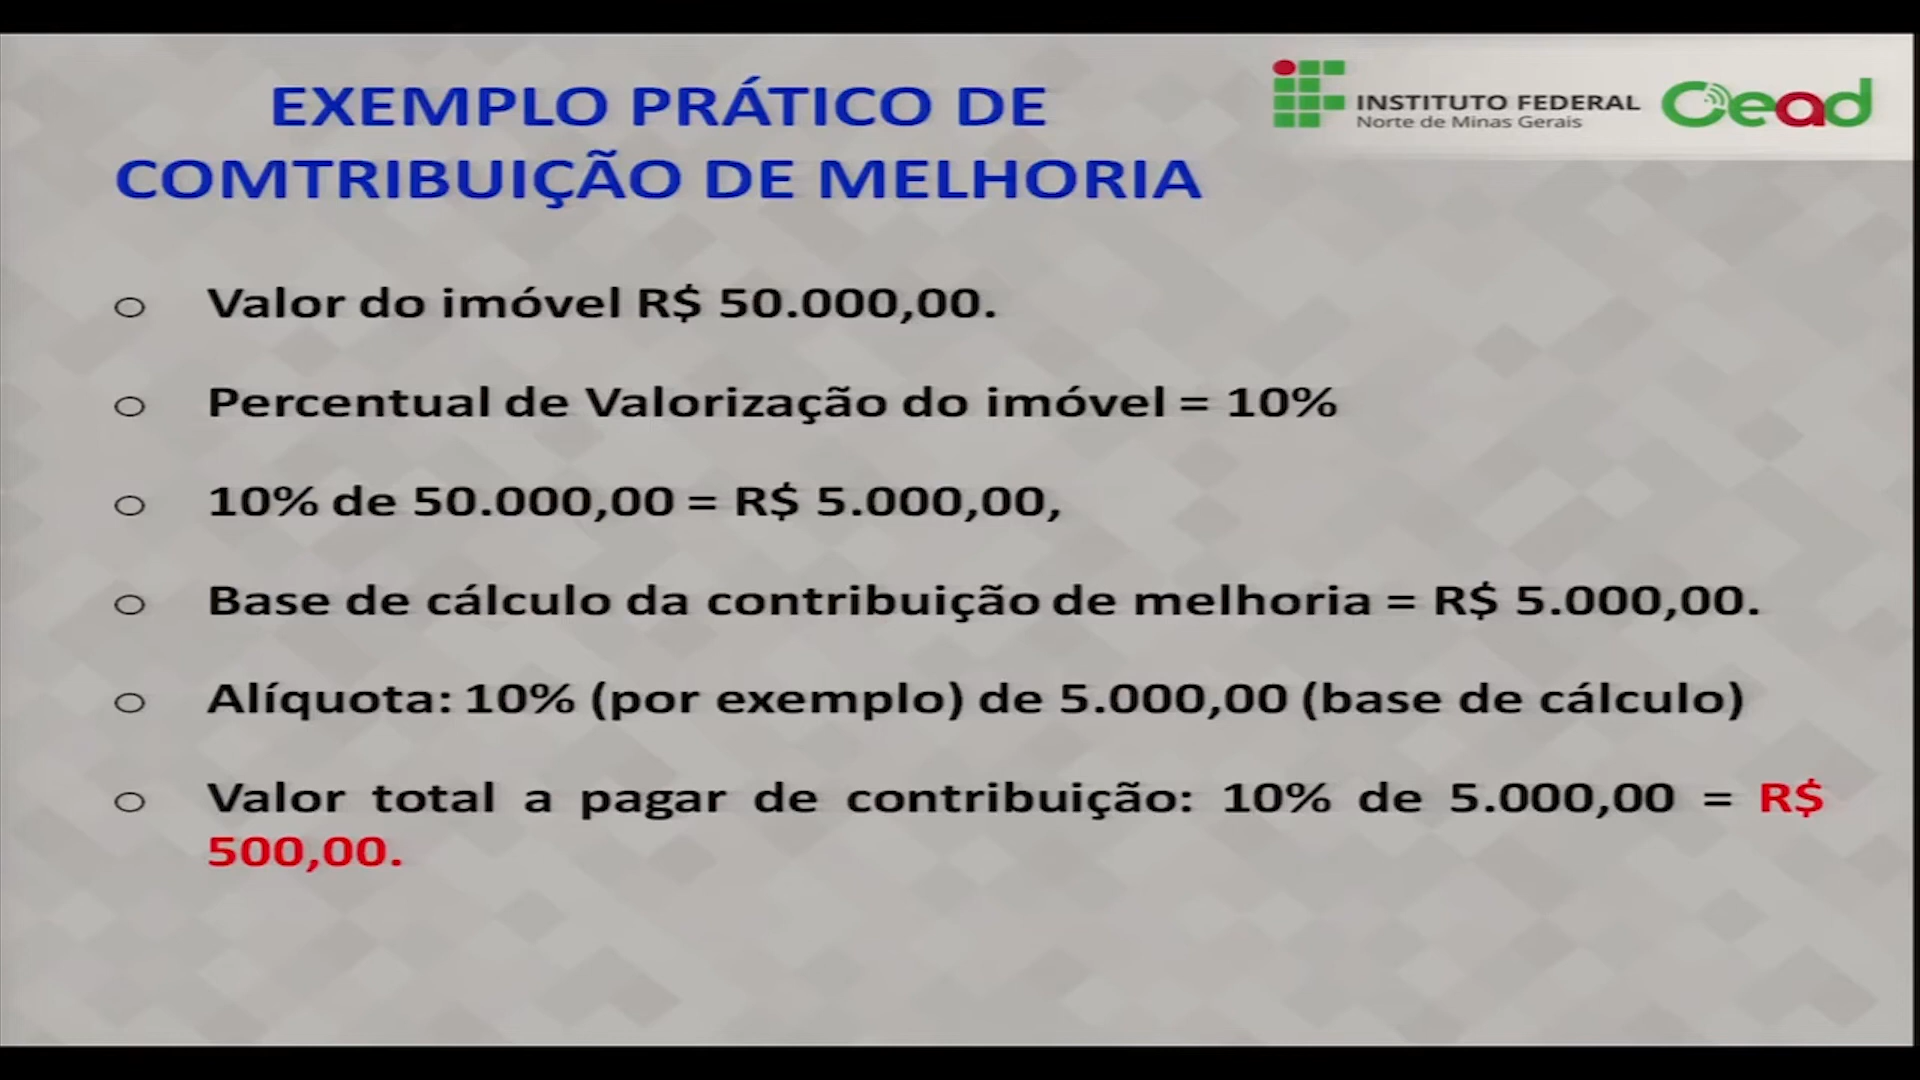 EXEMPLO PRÁTICO DE
COMTRIBUIÇÃO DE MELHORIA
INSTITUTO FEDERAL
Norte de Minas Gerais
Cead
Valor do imóvel R$ 50.000,00.
Percentual de Valorização do imóvel = 10%
10% de 50.000,00 = R$ 5.000,00,
Base de cálculo da contribuição de melhoria = R$ 5.000,00.
Alíquota: 10% (por exemplo) de 5.000,00 (base de cálculo)
Valor total a pagar de contribuição: 10% de 5.000,00 = R$
500,00.